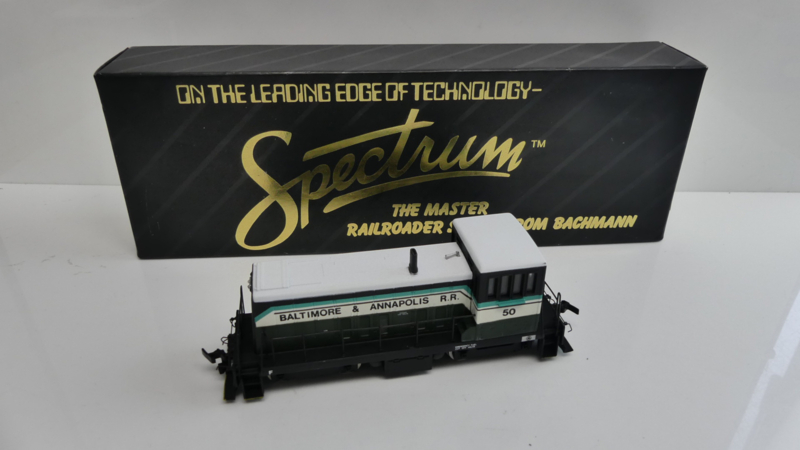 ON THE LEADING EDGE OF TECHNOLOGY-
Spectrum™
THE MASTER
RAILROADER BACHMANN
BALTIMORE & ANNAPOLIS R.R.
50